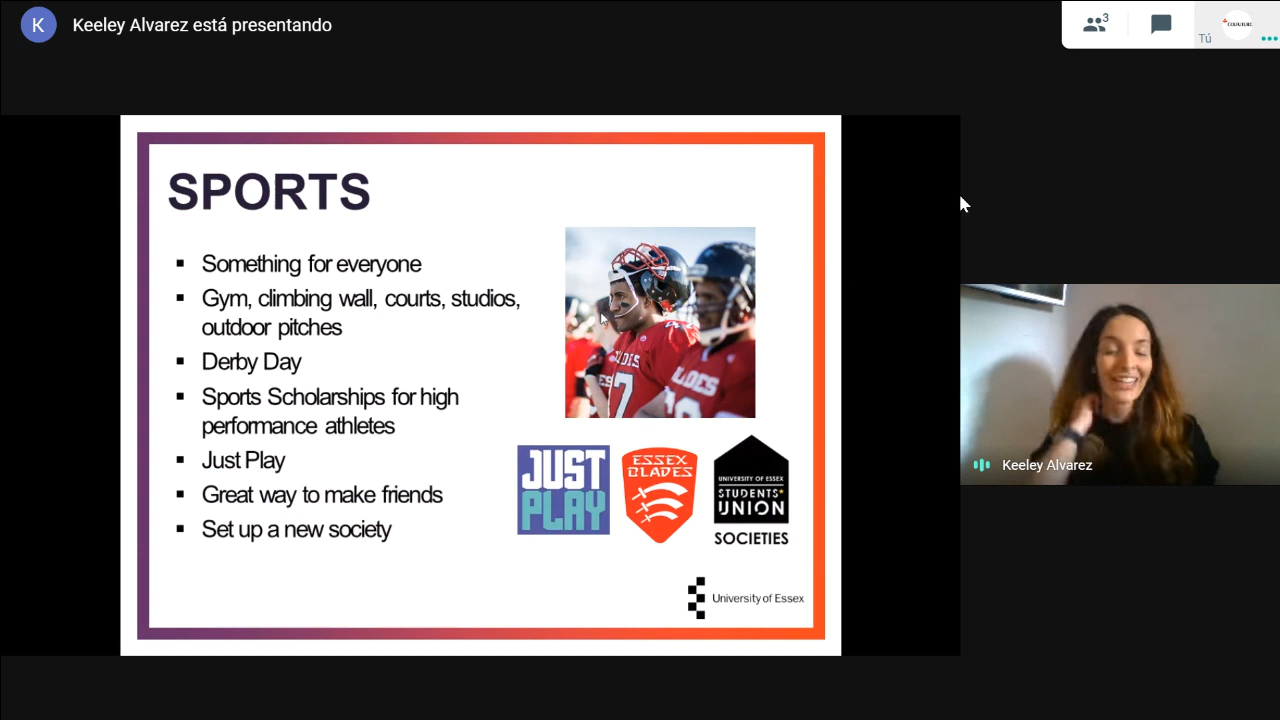 K
Keeley Alvarez está presentando
3
Tú
SPORTS
Something for everyone
Gym, climbing wall, courts, studios,
outdoor pitches
Derby Day
Sports Scholarships for high
performance athletes
Just Play
Great way to make friends
Set up a new society
JUST
PLAY
ESSEX
BLADES
UNIVERSITY OF ESSEX
STUDENTS'
UNION
SOCIETIES
University of Essex
Keeley Alvarez